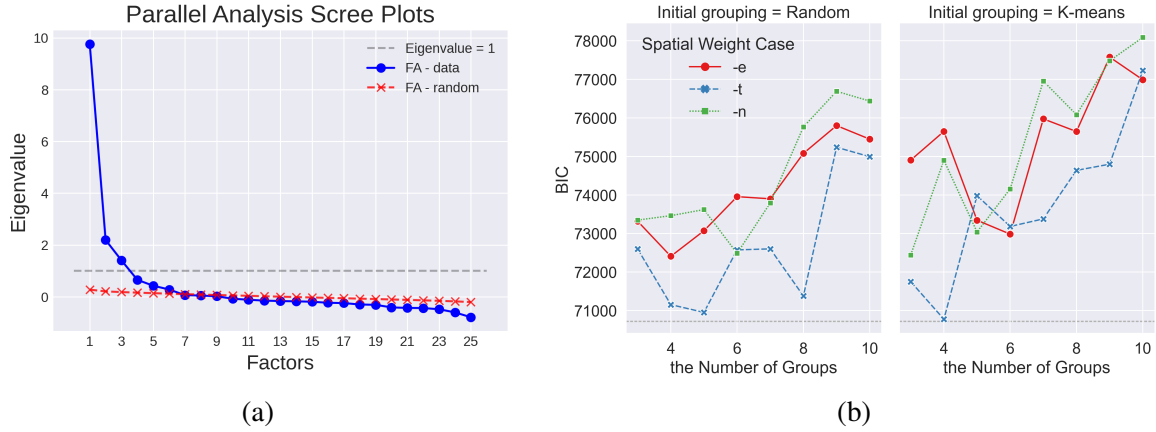 Parallel Analysis Scree Plots
Eigenvalue
10
8
6
4
2
0
Eigenvalue = 1
FA - data
FA - random
1 3 5 7 9 11 13 15 17 19 21 23 25
Factors
(a)
Initial grouping = Random
Initial grouping = K-means
BIC
78000
77000
76000
75000
74000
73000
72000
71000
Spatial Weight Case
-e
-t
-n
4 6 8 10
4 6 8 10
the Number of Groups
the Number of Groups
(b)